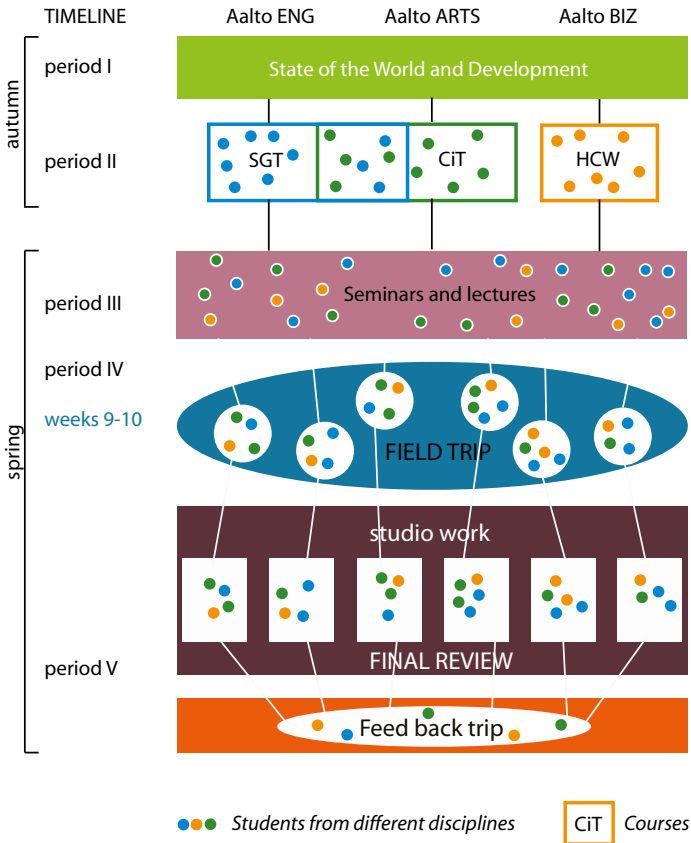 TIMELINE Aalto ENG Aalto ARTS Aalto BIZ
autumn
period I State of the World and Development
period II SGT CiT HCW
spring
period III Seminars and lectures
period IV
weeks 9-10
FIELD TRIP
studio work
FINAL REVIEW
period V
Feed back trip
Students from different disciplines CiT Courses